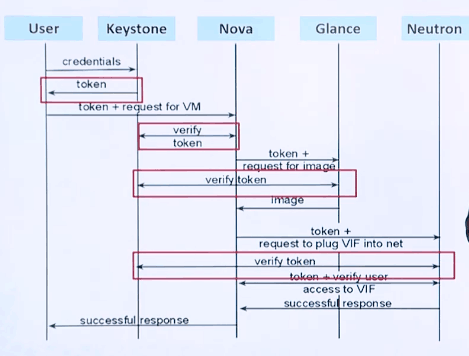 User Keystone Nova Glance Neutron
credentials
token
token + request for VM
verify
token
token +
request for image
verify token
image
token +
request to plug VIF into net
verify token
token + verify user
access to VIF
successful response
successful response